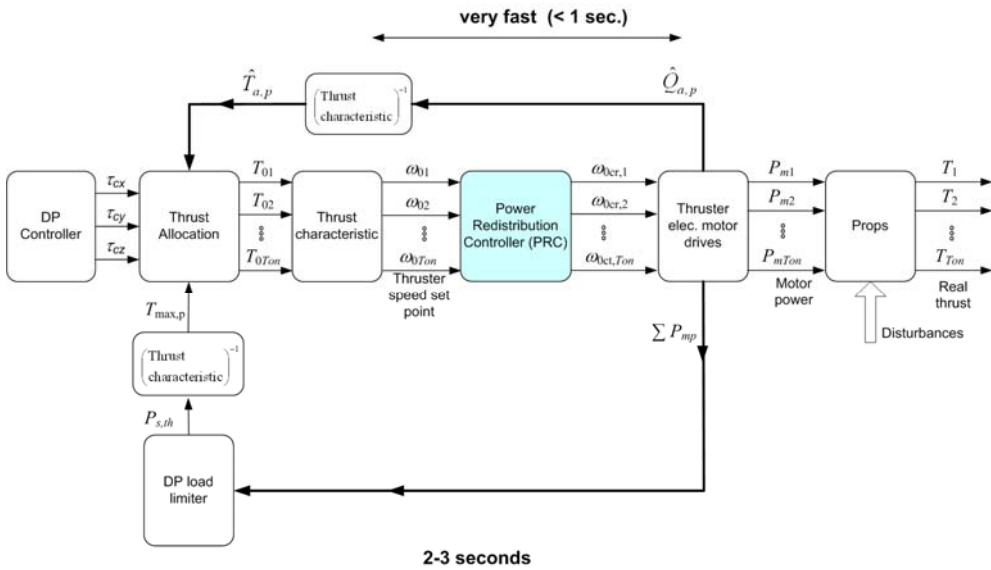 very fast (< 1 sec.)
T̂a,p
(Thrust
characteristic)⁻¹
Q̂a,p
DP
Controller
τcx
τcy
τcz
Thrust
Allocation
T01
T02
T0Ton
Thrust
characteristic
ω01
ω02
ω0Ton
Thruster
speed set
point
Power
Redistribution
Controller (PRC)
ω0cr,1
ω0cr,2
ω0ct,Ton
Thruster
elec. motor
drives
Pm1
Pm2
PmTon
Motor
power
Props
T1
T2
TTon
Real
thrust
Disturbances
Tmax,p
(Thrust
characteristic)⁻¹
Ps,th
DP load
limiter
∑ Pmp
2-3 seconds